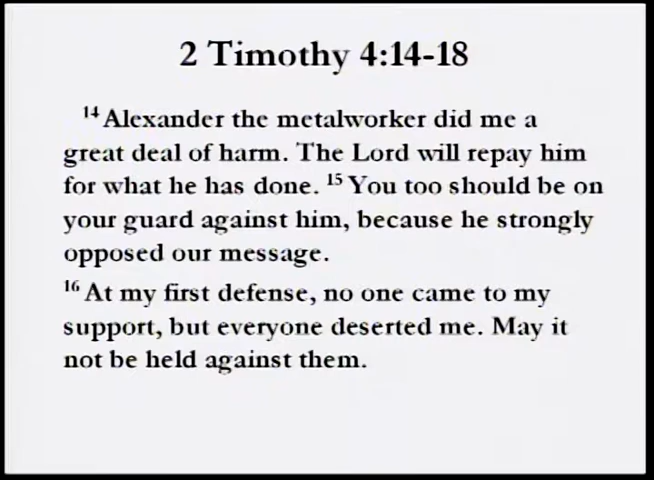 2 Timothy 4:14-18
14 Alexander the metalworker did me a
great deal of harm. The Lord will repay him
for what he has done. 15 You too should be on
your guard against him, because he strongly
opposed our message.
16 At my first defense, no one came to my
support, but everyone deserted me. May it
not be held against them.